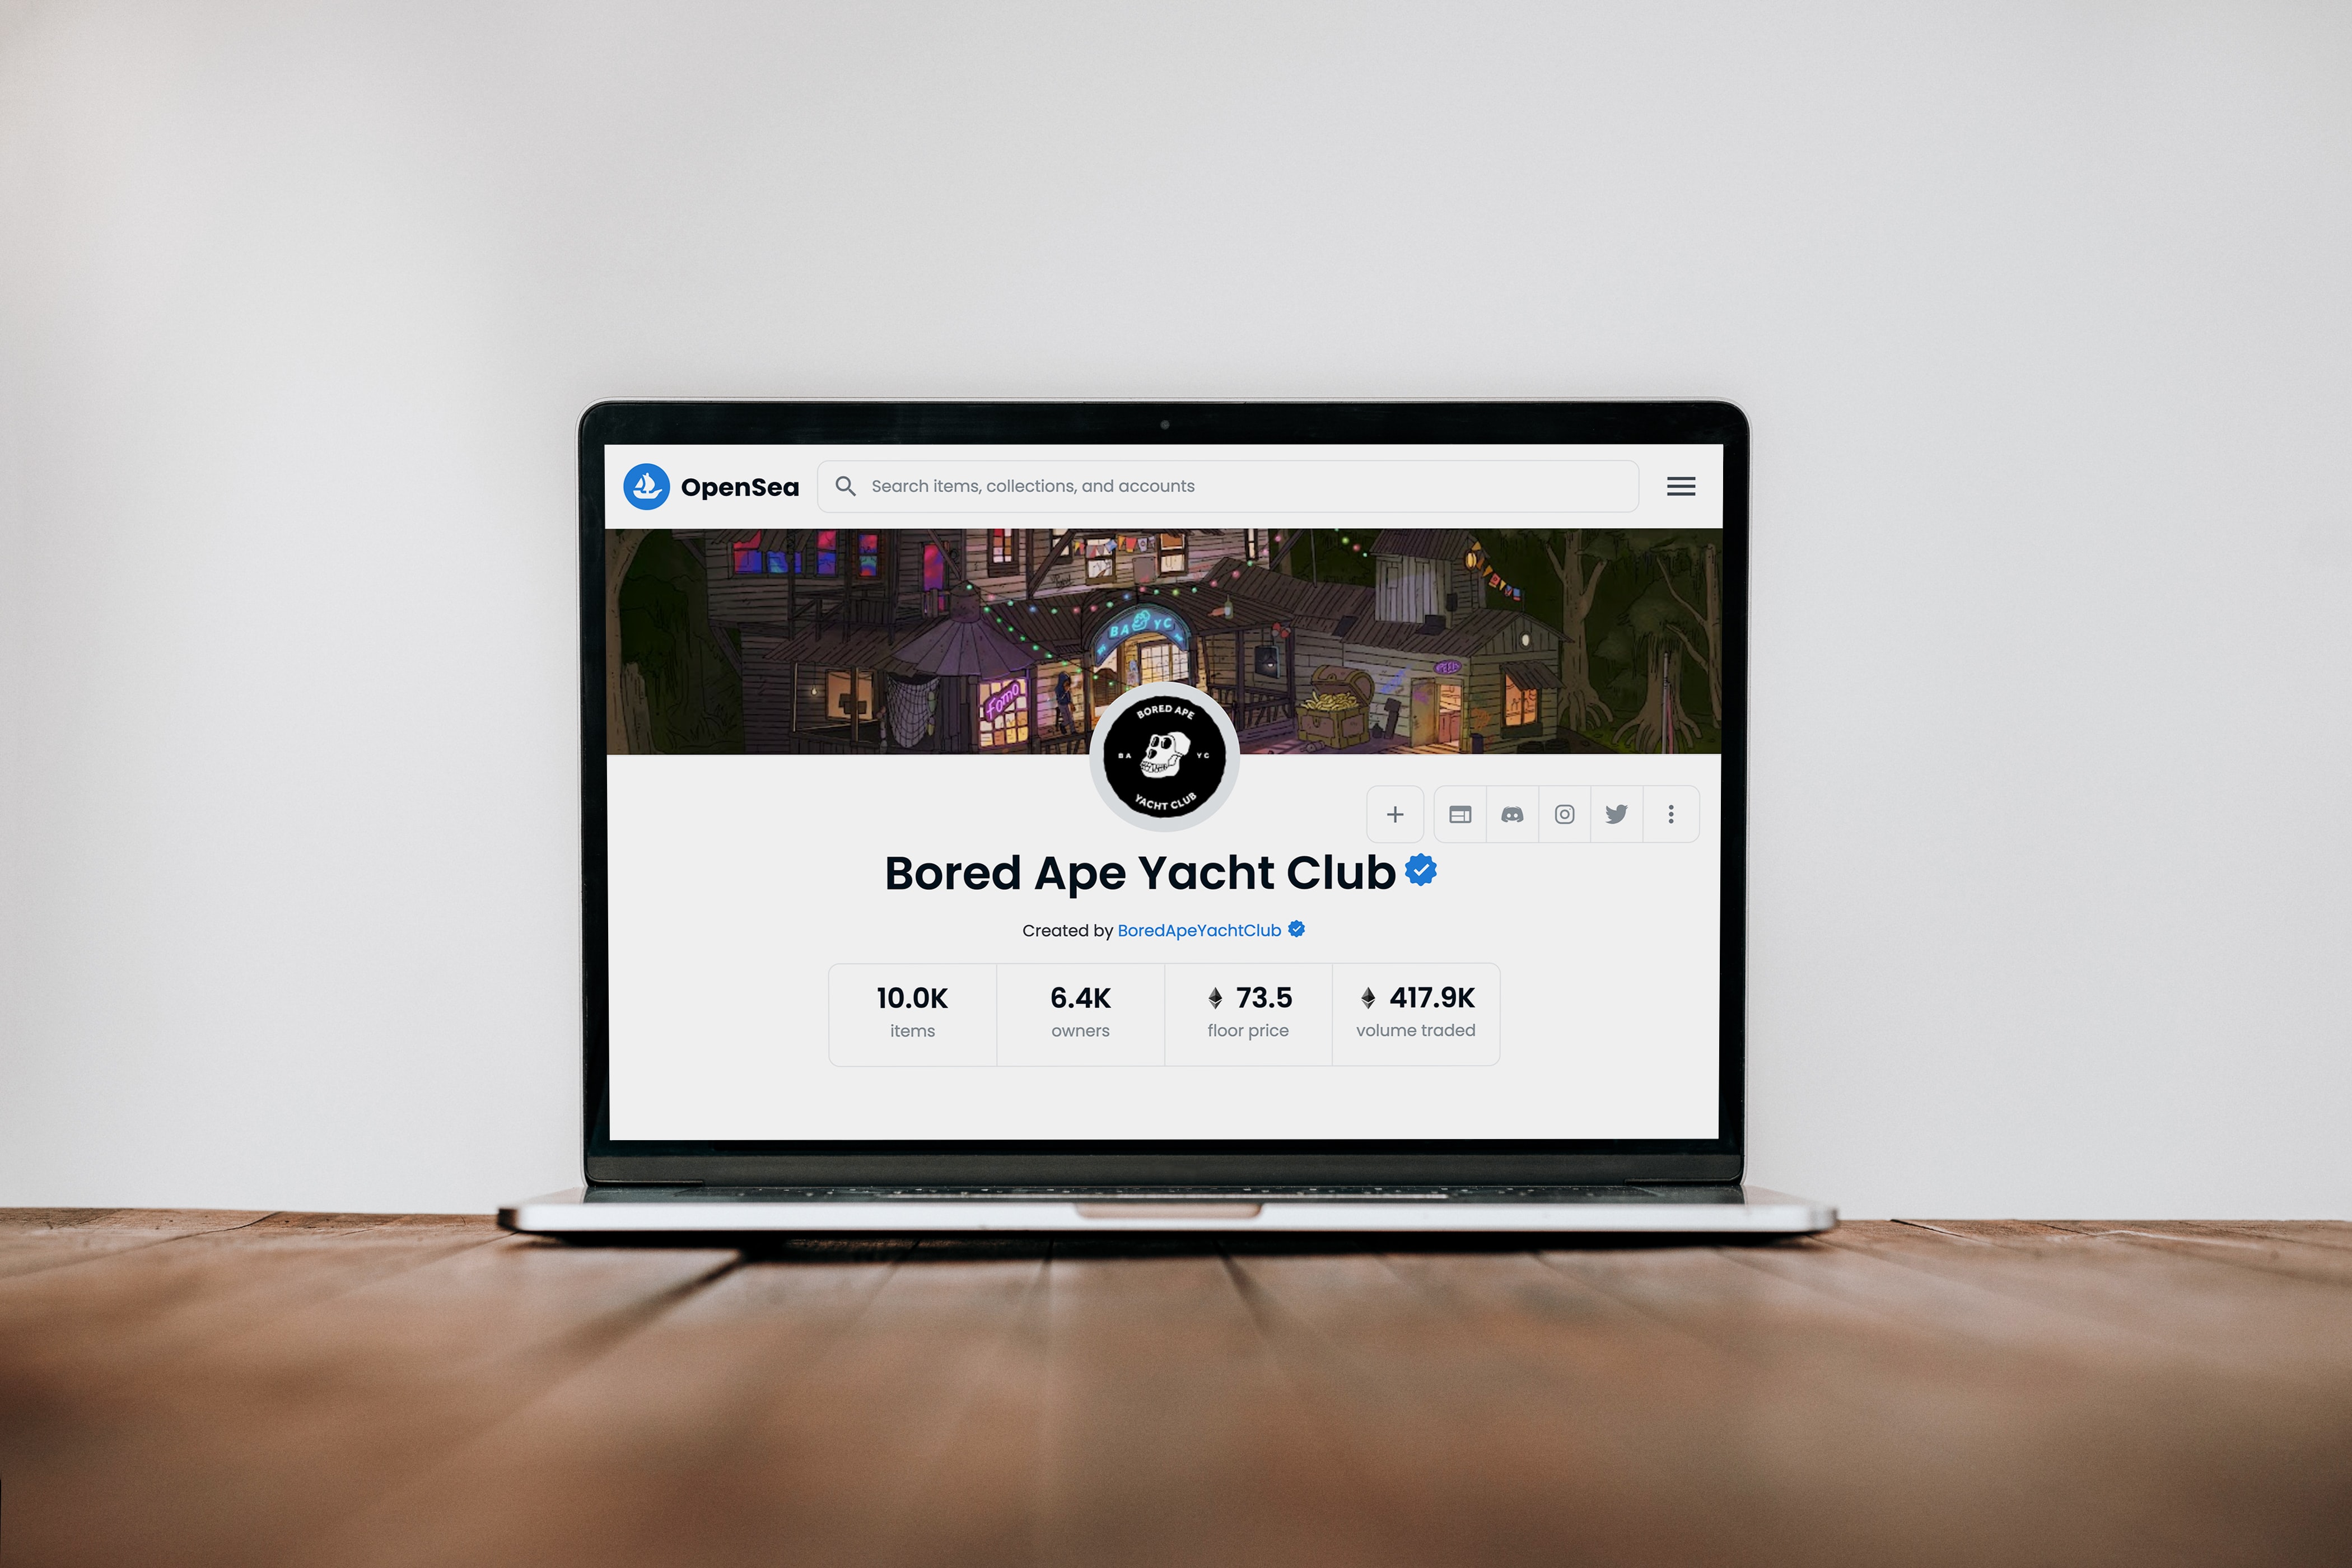 OpenSea
Search items, collections, and accounts
BA YC
Fomo
BORED APE
BA YC
YACHT CLUB
Bored Ape Yacht Club
Created by BoredApeYachtClub
10.0K 6.4K 73.5 417.9K
items owners floor price volume traded